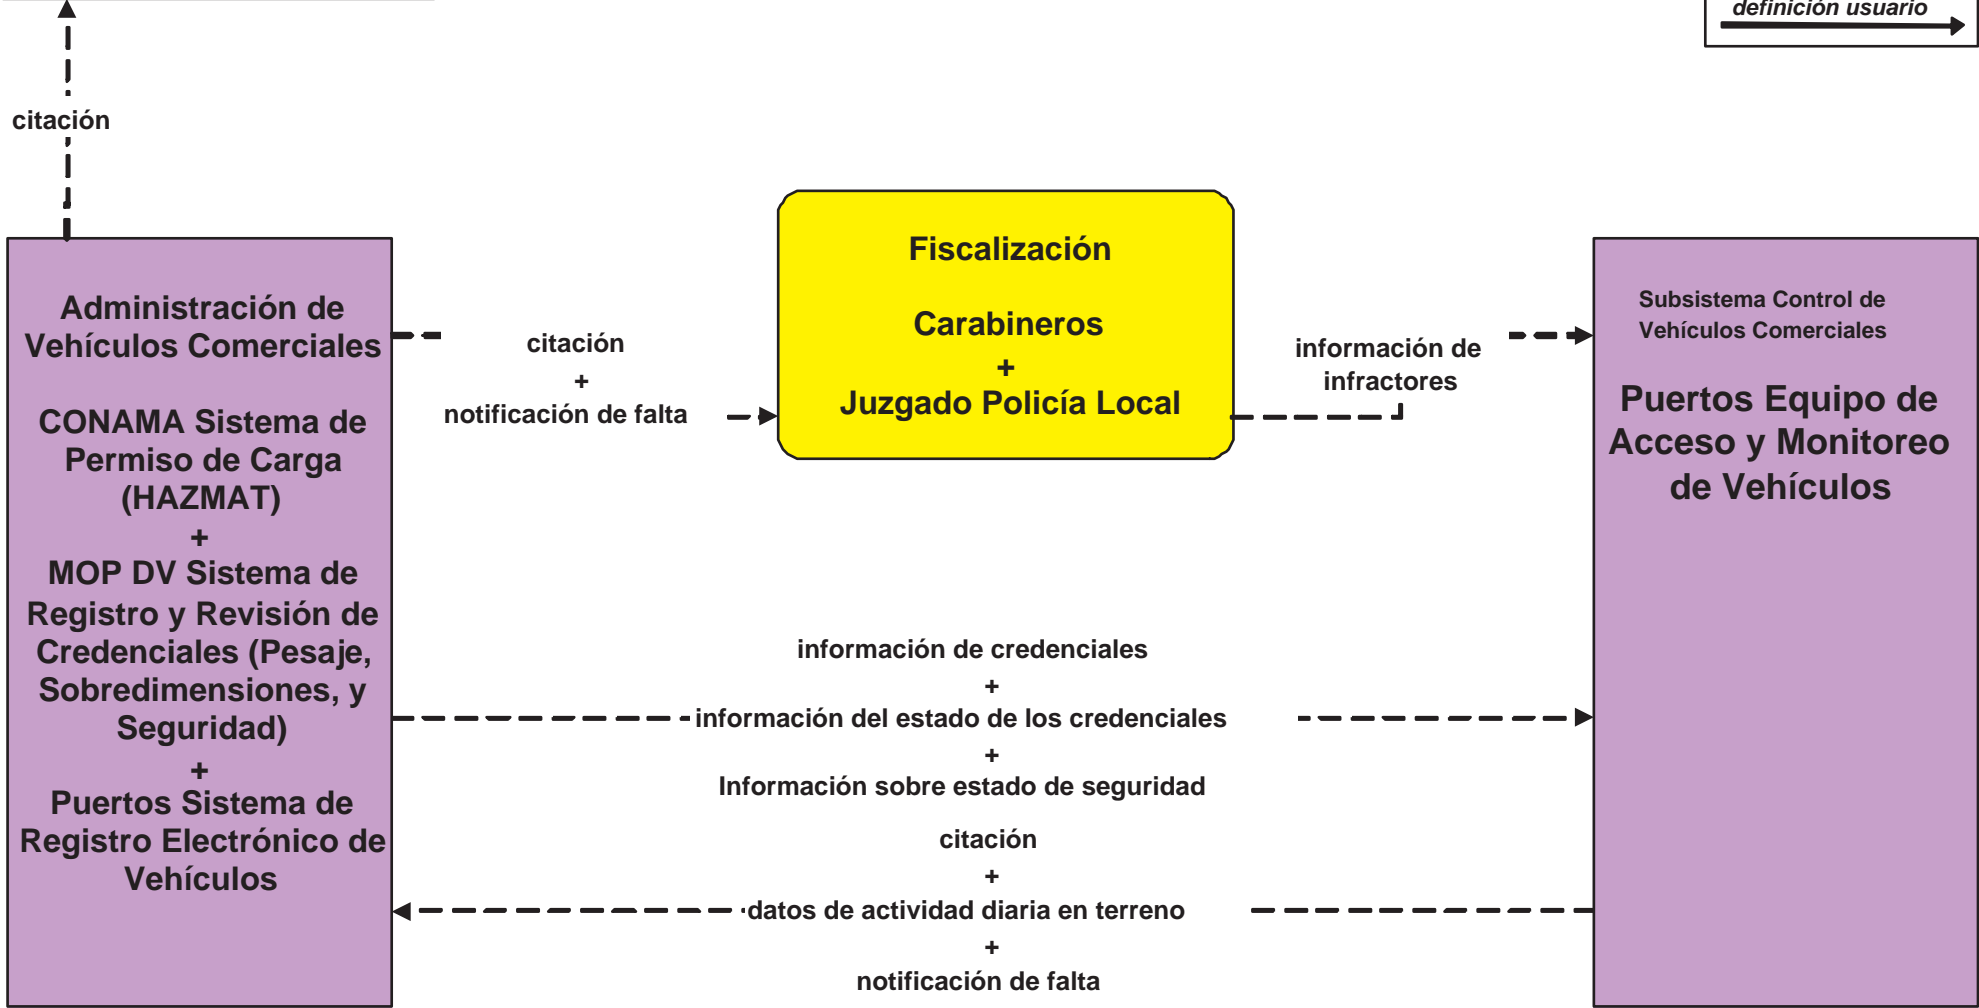 definición usuario
citación
Administración de
Vehículos Comerciales
CONAMA Sistema de
Permiso de Carga
(HAZMAT)
+
MOP DV Sistema de
Registro y Revisión de
Credenciales (Pesaje,
Sobredimensiones, y
Seguridad)
+
Puertos Sistema de
Registro Electrónico de
Vehículos
citación
+
notificación de falta
Fiscalización
Carabineros
+
Juzgado Policía Local
información de
infractores
Subsistema Control de
Vehículos Comerciales
Puertos Equipo de
Acceso y Monitoreo
de Vehículos
información de credenciales
+
información del estado de los credenciales
+
Información sobre estado de seguridad
citación
+
datos de actividad diaria en terreno
+
notificación de falta